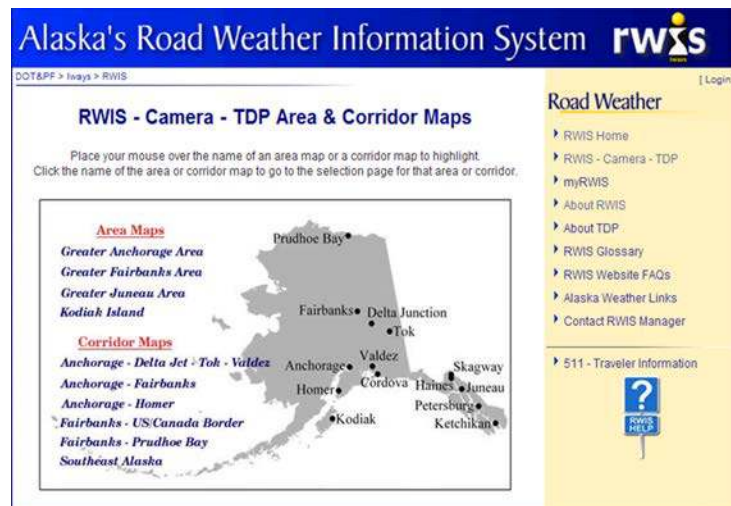 Alaska's Road Weather Information System rwis
iways
DOT&PF > Iways > RWIS
[ Login
RWIS - Camera - TDP Area & Corridor Maps
Place your mouse over the name of an area map or a corridor map to highlight.
Click the name of the area or corridor map to go to the selection page for that area or corridor.
Area Maps
Greater Anchorage Area
Greater Fairbanks Area
Greater Juneau Area
Kodiak Island
Corridor Maps
Anchorage - Delta Jct - Tok - Valdez
Anchorage - Fairbanks
Anchorage - Homer
Fairbanks - US/Canada Border
Fairbanks - Prudhoe Bay
Southeast Alaska
Prudhoe Bay
Fairbanks
Delta Junction
Tok
Anchorage
Valdez
Cordova
Homer
Kodiak
Skagway
Haines
Juneau
Petersburg
Ketchikan
Road Weather
RWIS Home
RWIS - Camera - TDP
myRWIS
About RWIS
About TDP
RWIS Glossary
RWIS Website FAQs
Alaska Weather Links
Contact RWIS Manager
511 - Traveler Information
?
RWIS
HELP